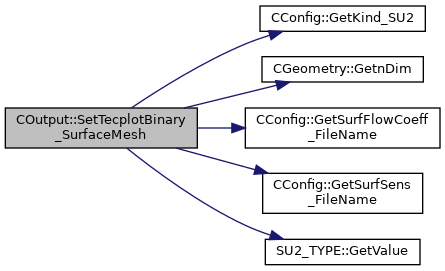 CConfig::GetKind_SU2
CGeometry::GetnDim
COutput::SetTecplotBinary
_SurfaceMesh
CConfig::GetSurfFlowCoeff
_FileName
CConfig::GetSurfSens
_FileName
SU2_TYPE::GetValue